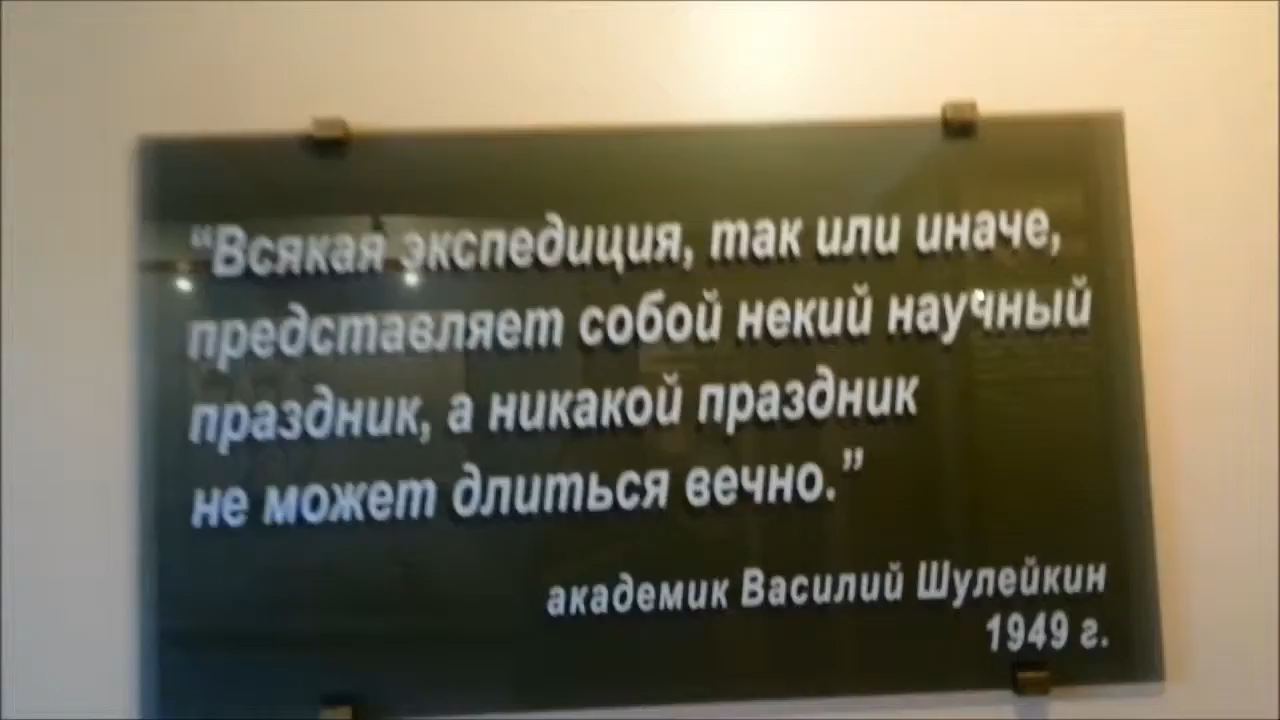 “Всякая экспедиция, так или иначе,
представляет собой некий научный
праздник, а никакой праздник
не может длиться вечно.”
академик Василий Шулейкин
1949 г.